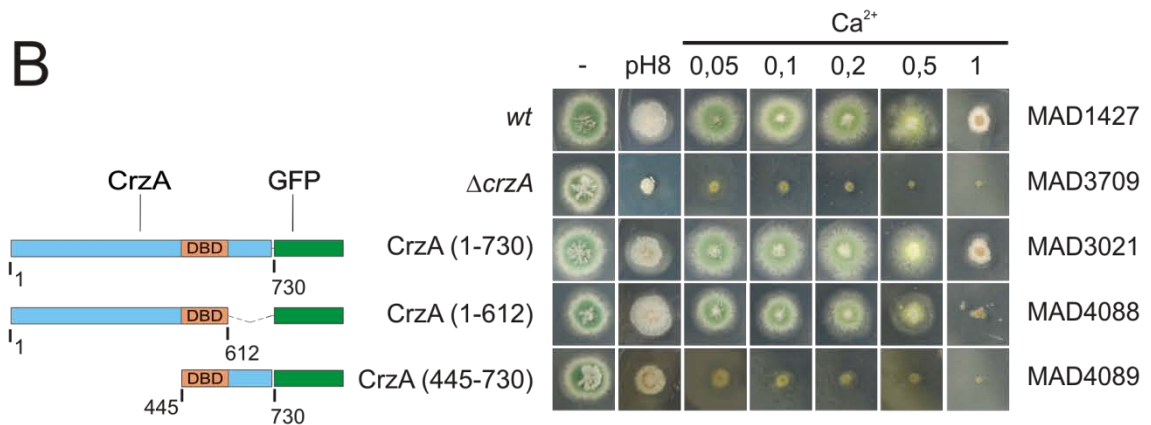 B
Ca²⁺
- pH8 0,05 0,1 0,2 0,5 1
wt MAD1427
ΔcrzA MAD3709
CrzA GFP
DBD
1 730
CrzA (1-730) MAD3021
DBD
1 612
CrzA (1-612) MAD4088
DBD
445 730
CrzA (445-730) MAD4089